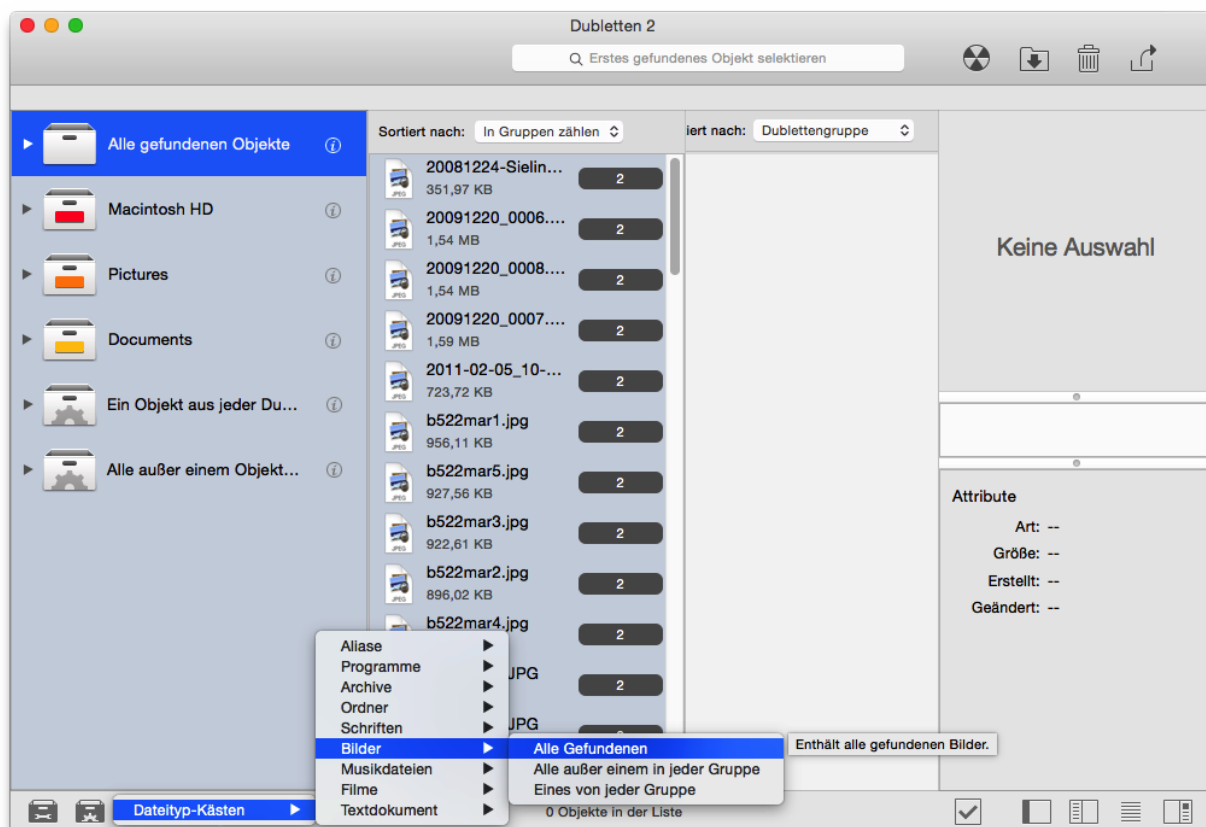 Dubletten 2
Erstes gefundenes Objekt selektieren
Alle gefundenen Objekte
Macintosh HD
Pictures
Documents
Ein Objekt aus jeder Du...
Alle außer einem Objekt...
Sortiert nach: In Gruppen zählen
20081224-Sielin... 2
351,97 KB
20091220_0006.... 2
1,54 MB
20091220_0008.... 2
1,54 MB
20091220_0007.... 2
1,59 MB
2011-02-05_10-... 2
723,72 KB
b522mar1.jpg 2
956,11 KB
b522mar5.jpg 2
927,56 KB
b522mar3.jpg 2
922,61 KB
b522mar2.jpg 2
896,02 KB
b522mar4.jpg 2
.JPG 2
.JPG
iert nach: Dublettengruppe
Keine Auswahl
Attribute
Art: --
Größe: --
Erstellt: --
Geändert: --
Aliase
Programme
Archive
Ordner
Schriften
Bilder
Musikdateien
Filme
Textdokument
Alle Gefundenen
Alle außer einem in jeder Gruppe
Eines von jeder Gruppe
Enthält alle gefundenen Bilder.
Dateityp-Kästen
0 Objekte in der Liste